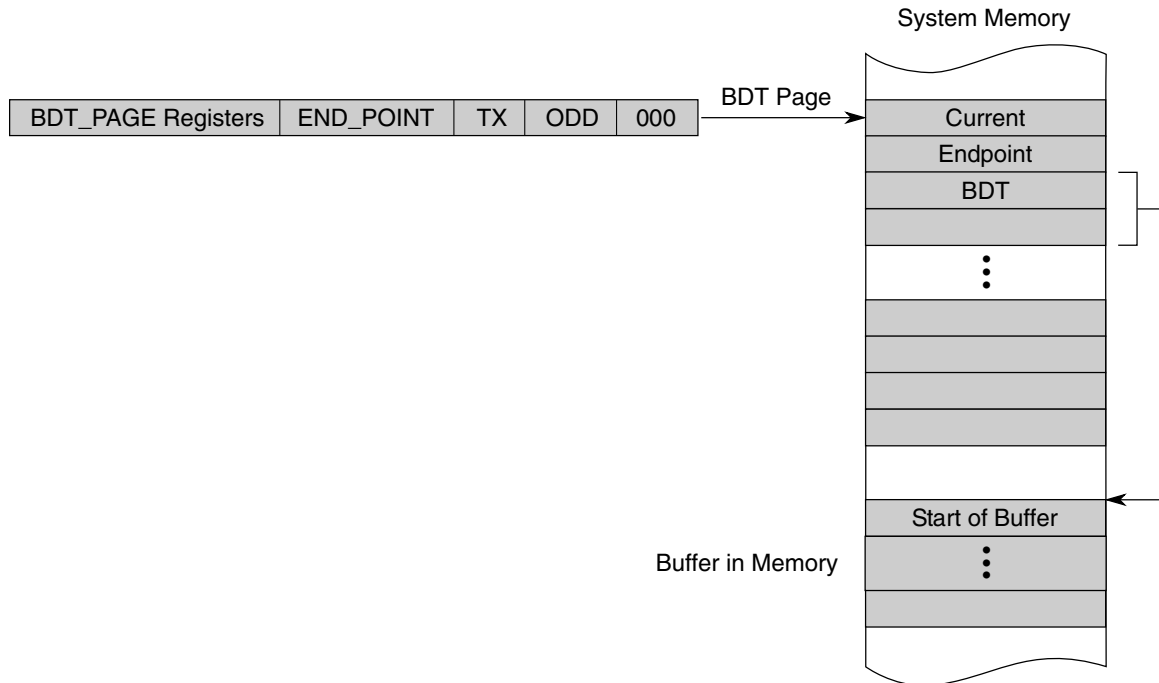 System Memory
BDT_PAGE Registers END_POINT TX ODD 000
BDT Page
Current
Endpoint
BDT
Start of Buffer
Buffer in Memory